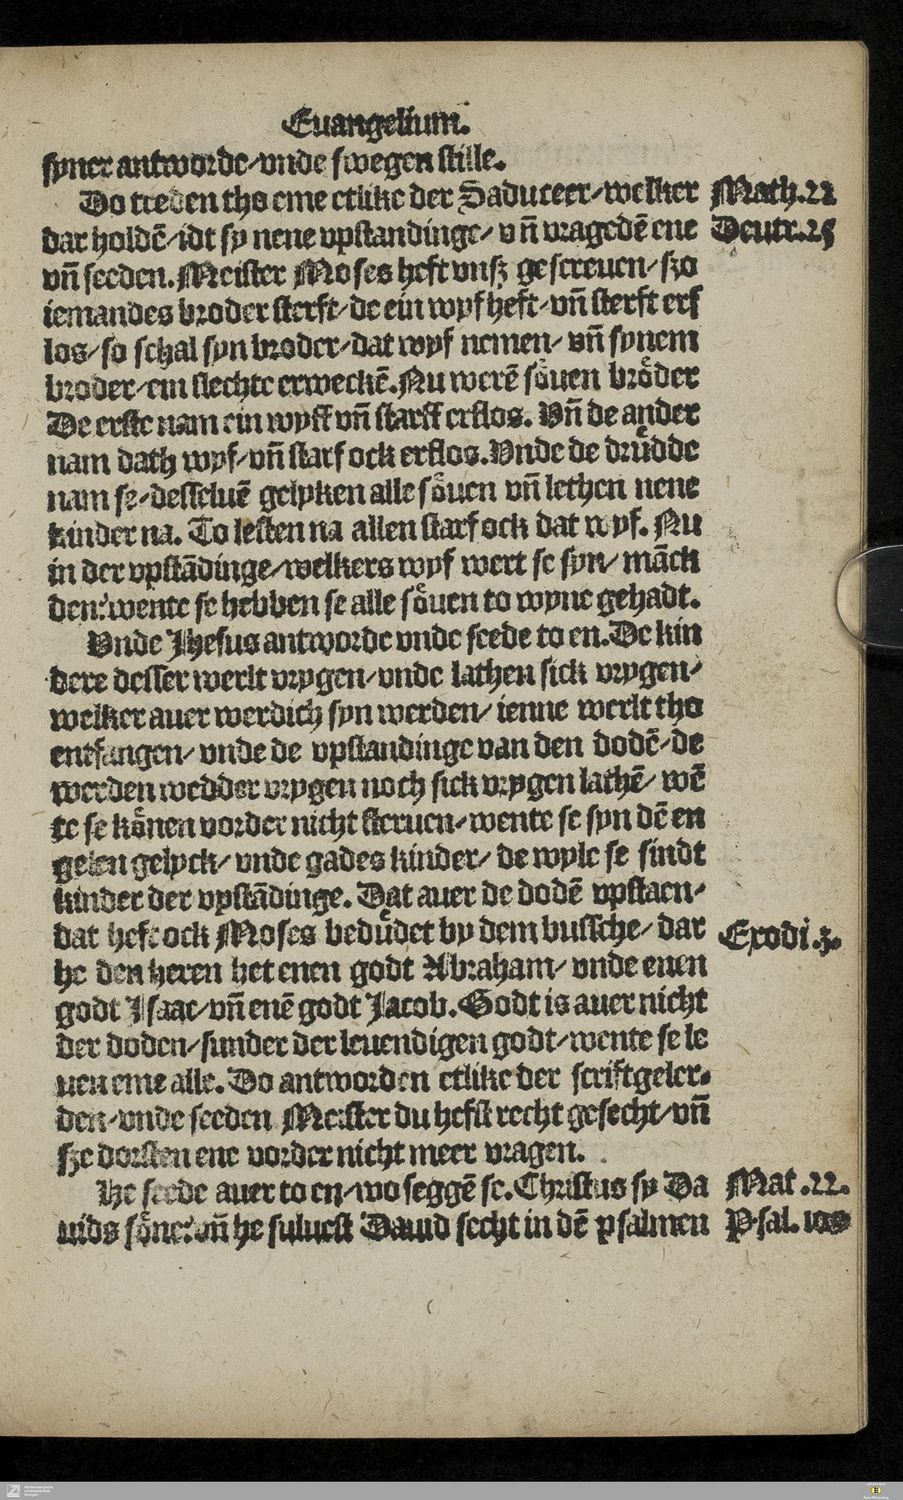 Euangelium.
syner antworde/vnde swegen stille.
Do treden tho eme etlike der Saduceer/welker
Math.22
dar holdē/idt sy nene vpstandinge/vñ vragedē ene
Deutr.25
vñ seeden.Meister Moses heft vnsz gescreuen/szo
iemandes broder sterft/de ein wyf heft/vñ sterft erf
los/so schal syn broder/dat wyf nemen/vñ synem
broder/ein slechte erweckē.Nu werē söuen bröder
De erste nam ein wyff vñ starff erflos. Vñ de ander
nam dath wyf/vñ starf ock erflos.Vnde de drüdde
nam se/desseluē gelyken alle söuen vñ lethen nene
kinder na. To lesten na allen starf ock dat wyf. Nu
in der vpstādinge/welkers wyf wert se syn/ māck
den:wente se hebben se alle söuen to wyue gehadt.
Vnde Jhesus antworde vnde seede to en.De kin
dere desser werlt vrygen/vnde lathen sick vrygen/
welker auer werdich syn werden/ ienne werlt tho
entfangen/ vnde de vpstandinge van den dodē/de
werden wedder vrygen noch sick vrygen lathē/ wē
te se könen vorder nicht steruen/wente se syn dē en
gelen gelyck/ vnde gades kinder/ de wyle se sindt
kinder der vpstādinge. Dat auer de dodē vpstaen/
dat heft ock Moses bedüdet by dem bussche/ dar
Exodi.3.
he den heren het enen godt Abraham/ vnde enen
godt Isaac/vñ enē godt Jacob.Godt is auer nicht
der doden/sunder der leuendigen godt/wente se le
uen eme alle.Do antworden etlike der scriftgeler-
den/vnde seeden Meister du hefst recht gesecht/vñ
sze dorsten ene vorder nicht meer vragen.
He seede auer to en/wo seggē se.Christus sy Da
Mat.22.
uids söne:vñ he suluest Dauid secht in dē psalmen
Psal. 109